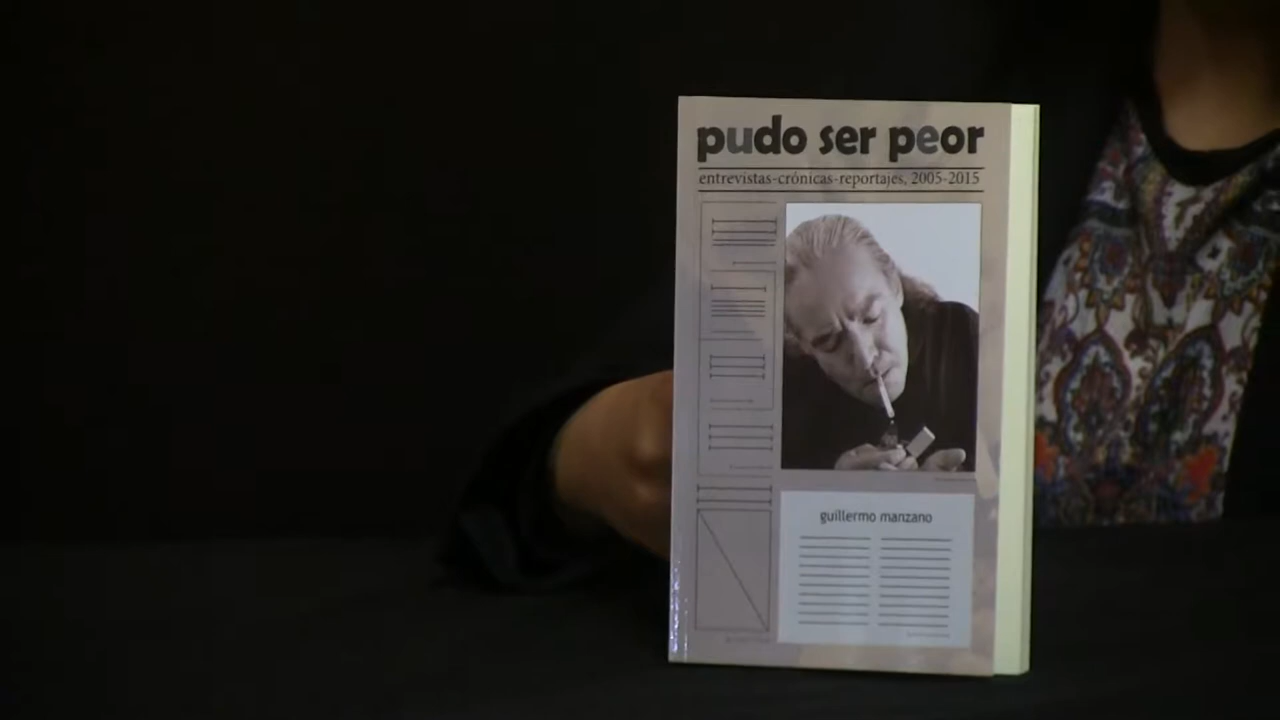 pudo ser peor
entrevistas-crónicas-reportajes, 2005-2015
guillermo manzano